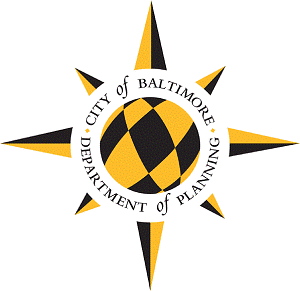 CITY of BALTIMORE
DEPARTMENT of PLANNING